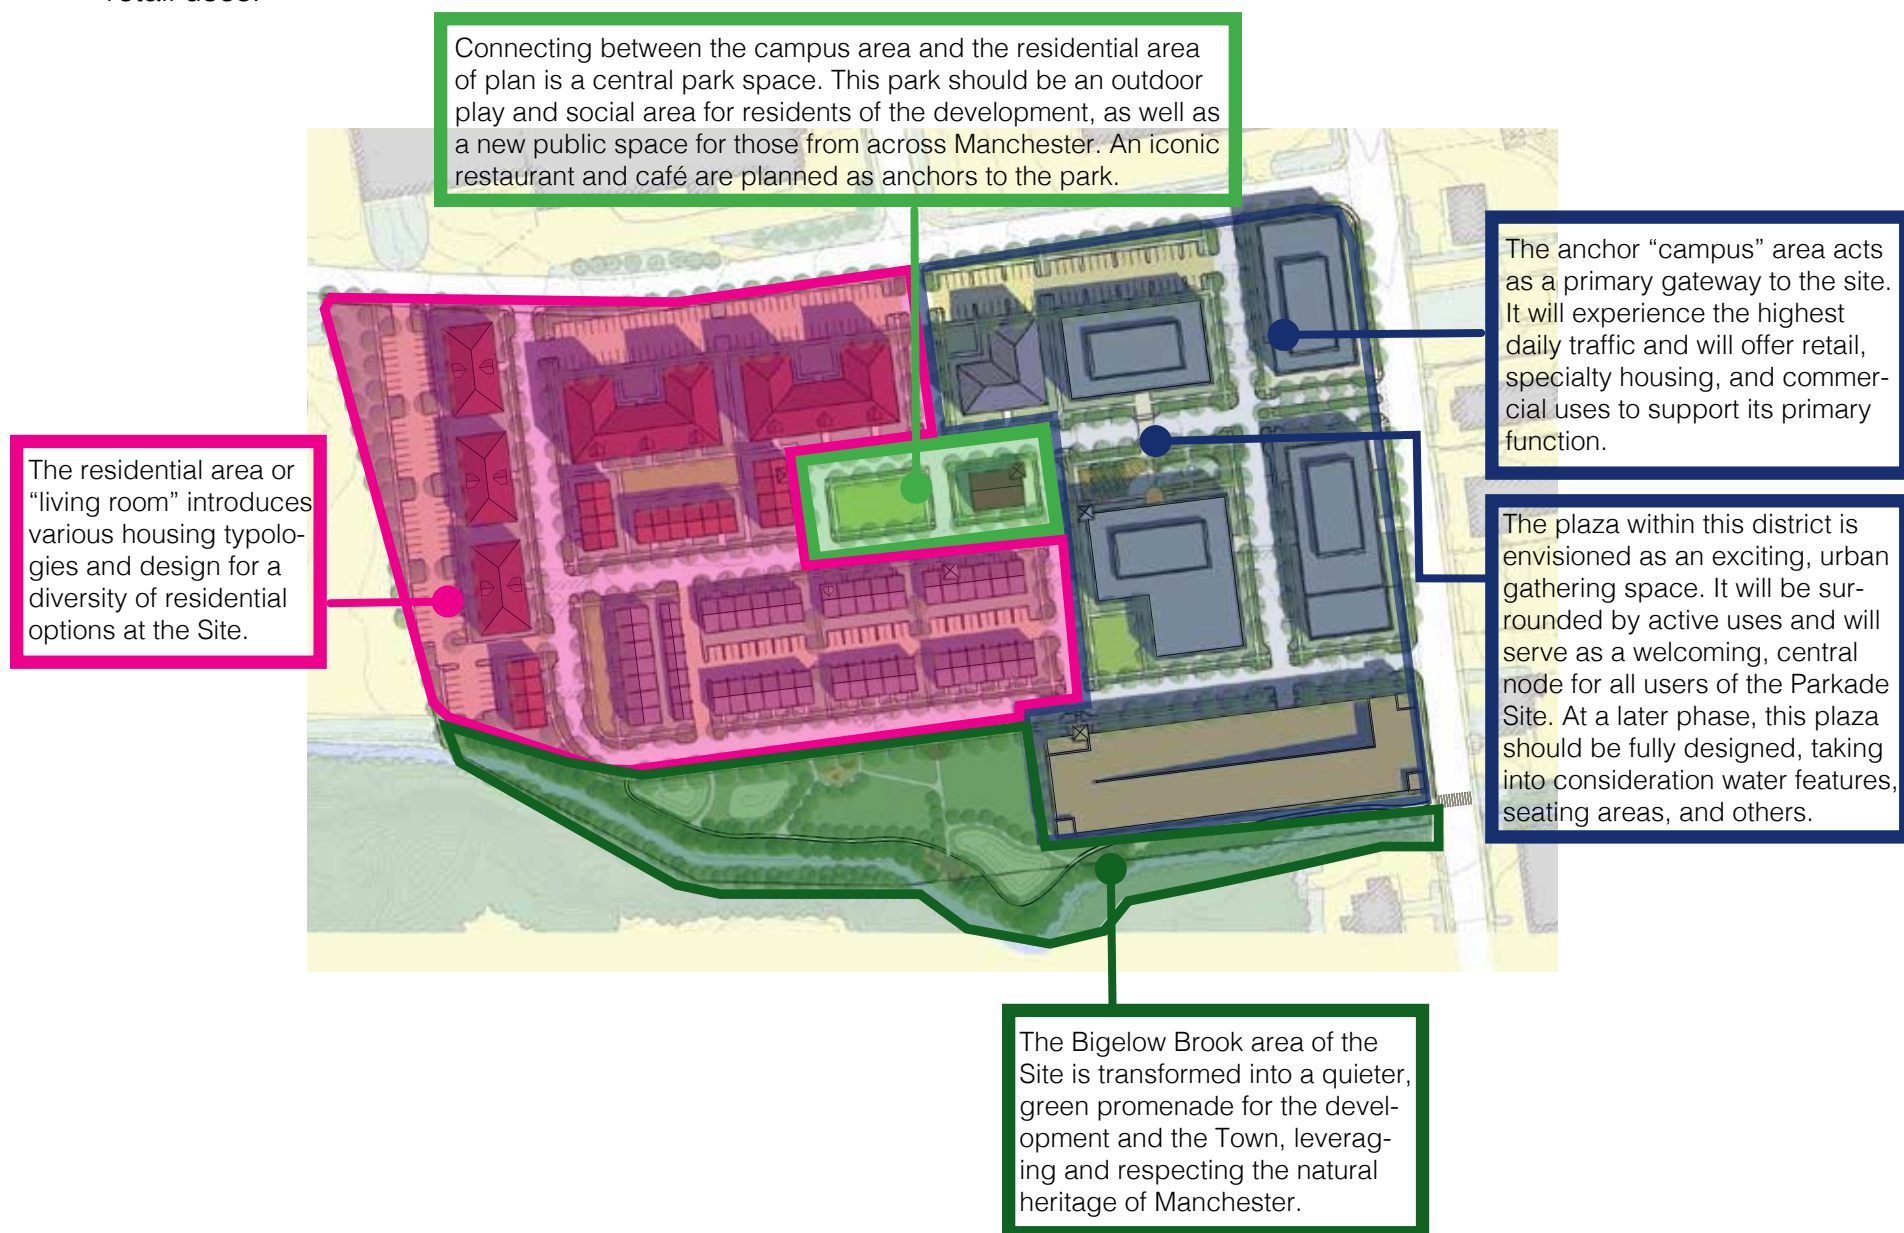 retail uses.
Connecting between the campus area and the residential area
of plan is a central park space. This park should be an outdoor
play and social area for residents of the development, as well as
a new public space for those from across Manchester. An iconic
restaurant and café are planned as anchors to the park.
The anchor “campus” area acts
as a primary gateway to the site.
It will experience the highest
daily traffic and will offer retail,
specialty housing, and commer-
cial uses to support its primary
function.
The residential area or
“living room” introduces
various housing typolo-
gies and design for a
diversity of residential
options at the Site.
The plaza within this district is
envisioned as an exciting, urban
gathering space. It will be sur-
rounded by active uses and will
serve as a welcoming, central
node for all users of the Parkade
Site. At a later phase, this plaza
should be fully designed, taking
into consideration water features,
seating areas, and others.
The Bigelow Brook area of the
Site is transformed into a quieter,
green promenade for the devel-
opment and the Town, leverag-
ing and respecting the natural
heritage of Manchester.